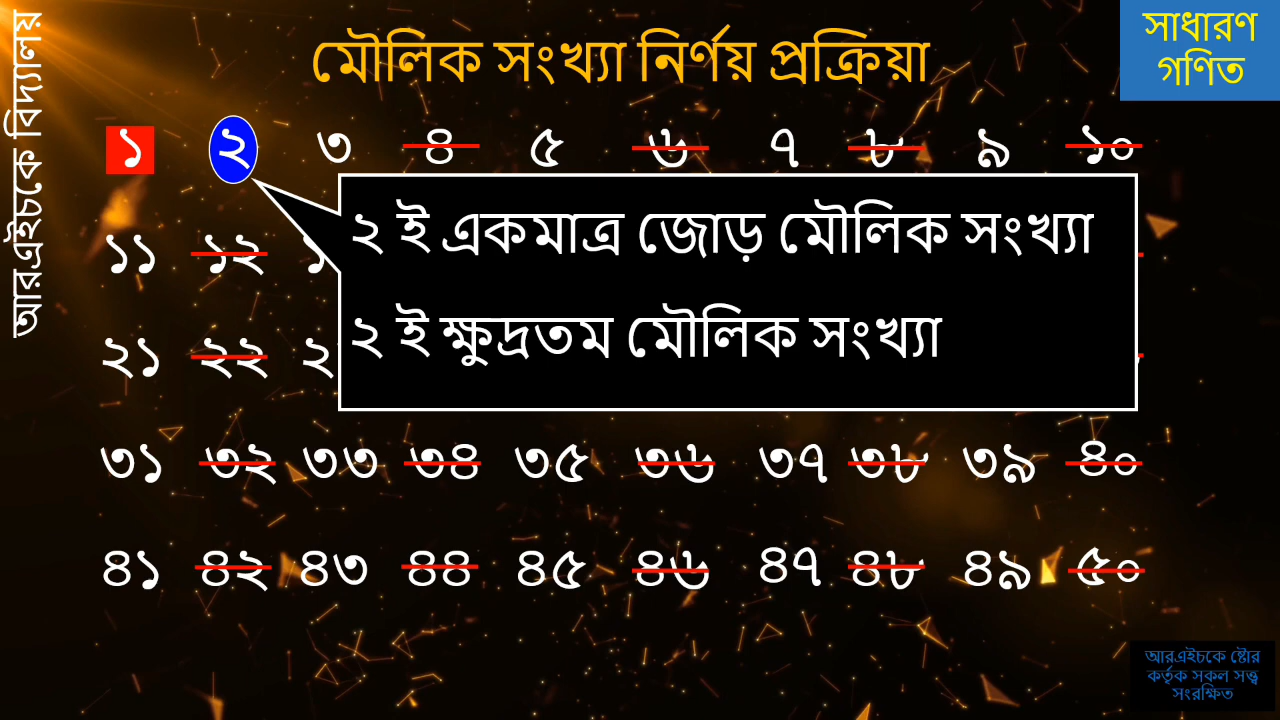 আরএইচকে বিদ্যালয়
মৌলিক সংখ্যা নির্ণয় প্রক্রিয়া
সাধারণ
গণিত
১ ২ ৩ ৪ ৫ ৬ ৭ ৮ ৯ ১০
২ ই একমাত্র জোড় মৌলিক সংখ্যা
২ ই ক্ষুদ্রতম মৌলিক সংখ্যা
১১ ১২
২১ ২২
৩১ ৩২ ৩৩ ৩৪ ৩৫ ৩৬ ৩৭ ৩৮ ৩৯ ৪০
৪১ ৪২ ৪৩ ৪৪ ৪৫ ৪৬ ৪৭ ৪৮ ৪৯ ৫০
আরএইচকে ষ্টোর
কর্তৃক সকল সত্ত্ব
সংরক্ষিত